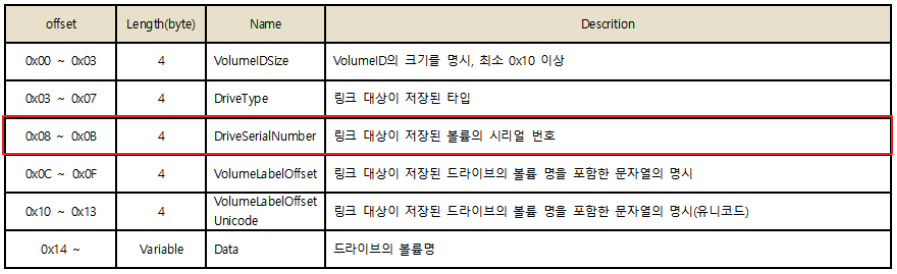 offset Length(byte) Name Descrition
0x00 ~ 0x03 4 VolumeIDSize VolumeID의 크기를 명시, 최소 0x10 이상
0x03 ~ 0x07 4 DriveType 링크 대상이 저장된 타입
0x08 ~ 0x0B 4 DriveSerialNumber 링크 대상이 저장된 볼륨의 시리얼 번호
0x0C ~ 0x0F 4 VolumeLabelOffset 링크 대상이 저장된 드라이브의 볼륨 명을 포함한 문자열의 명시
0x10 ~ 0x13 4 VolumeLabelOffset
Unicode 링크 대상이 저장된 드라이브의 볼륨 명을 포함한 문자열의 명시(유니코드)
0x14 ~ Variable Data 드라이브의 볼륨명